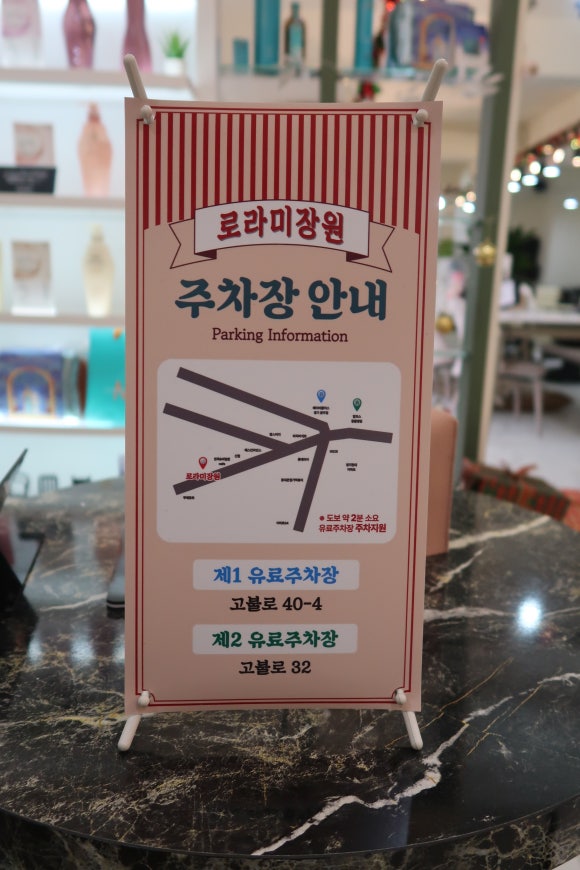 로라미장원
주차장 안내
Parking Information
로라미장원
※ 도보 약 2분 소요
유료주차장 주차지원
제1 유료주차장
고불로 40-4
제2 유료주차장
고불로 32